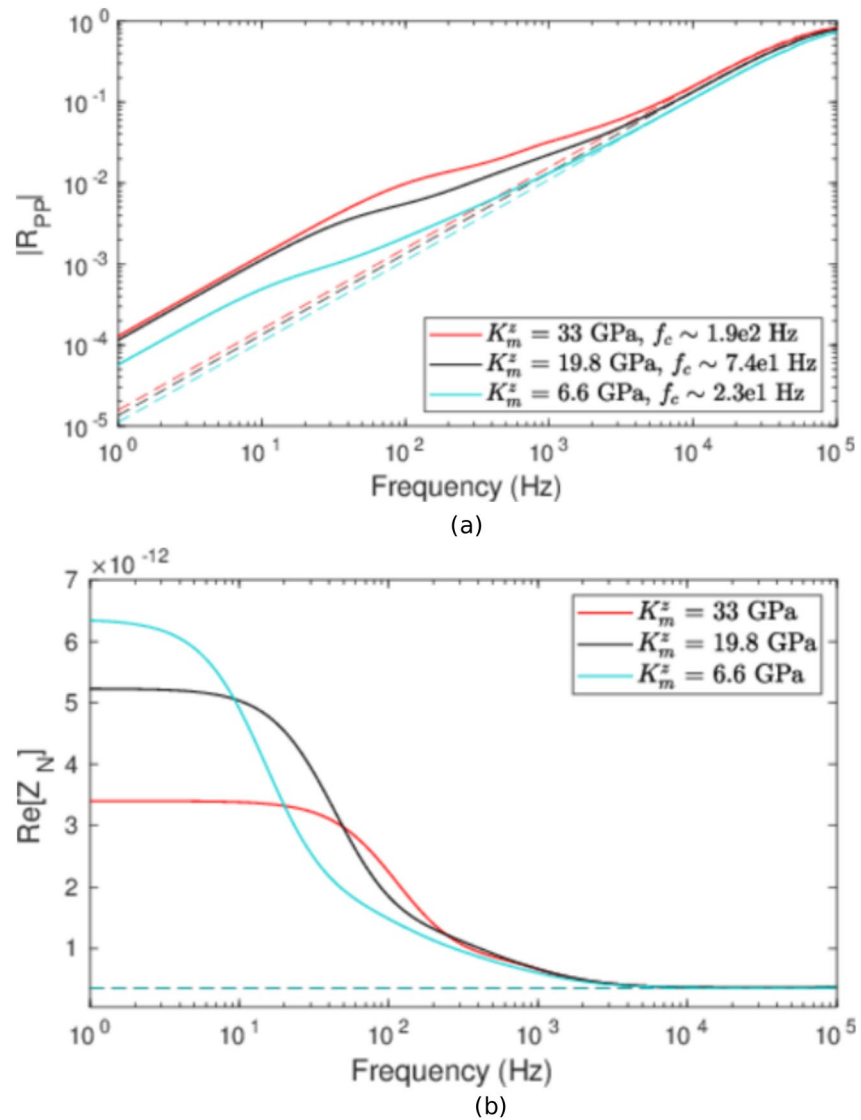 10^0
10^-1
10^-2
10^-3
10^-4
10^-5
|R_PP|
K_m^z = 33 GPa, f_c ∼ 1.9e2 Hz
K_m^z = 19.8 GPa, f_c ∼ 7.4e1 Hz
K_m^z = 6.6 GPa, f_c ∼ 2.3e1 Hz
10^0 10^1 10^2 10^3 10^4 10^5
Frequency (Hz)
(a)
×10^-12
7
6
5
4
3
2
1
Re[Z_N]
K_m^z = 33 GPa
K_m^z = 19.8 GPa
K_m^z = 6.6 GPa
10^0 10^1 10^2 10^3 10^4 10^5
Frequency (Hz)
(b)